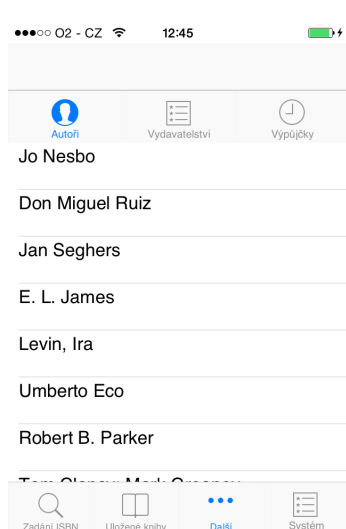 O2 - CZ 12:45
Autoři Vydavatelství Výpůjčky
Jo Nesbo
Don Miguel Ruiz
Jan Seghers
E. L. James
Levin, Ira
Umberto Eco
Robert B. Parker
Zadání ISBN Uložené knihy Další Systém